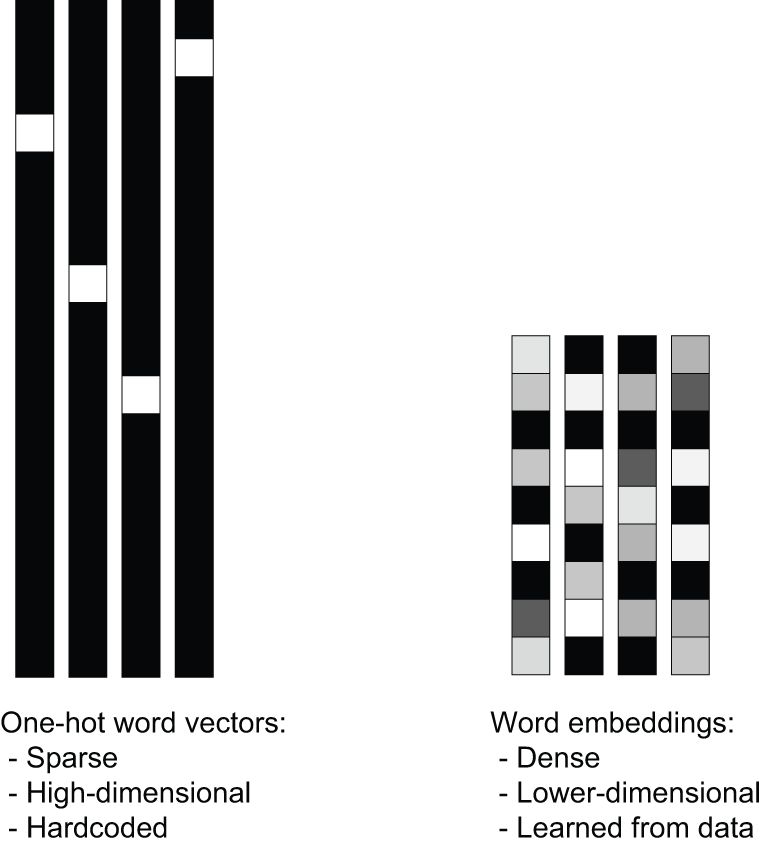 One-hot word vectors:
- Sparse
- High-dimensional
- Hardcoded
Word embeddings:
- Dense
- Lower-dimensional
- Learned from data